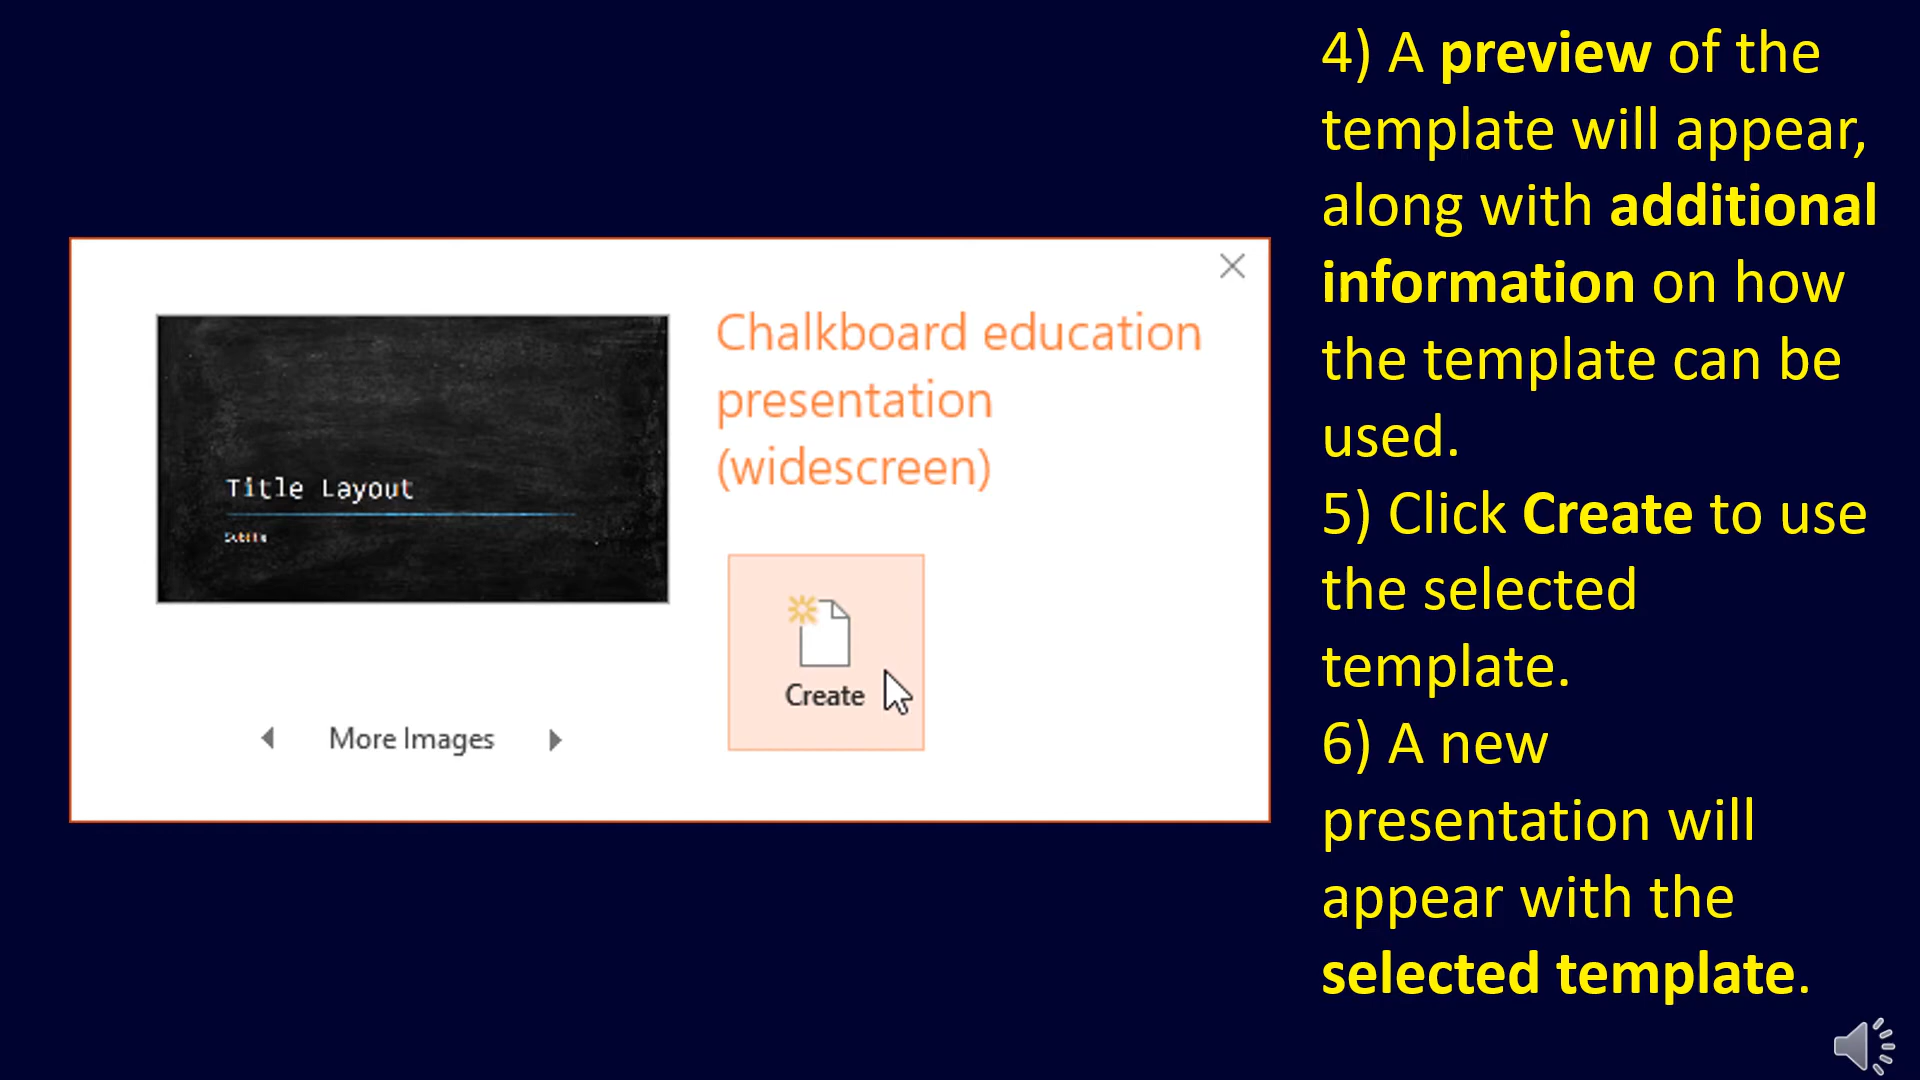 Chalkboard education
presentation
(widescreen)
Title Layout
Subtitle
Create
More Images
4) A preview of the
template will appear,
along with additional
information on how
the template can be
used.
5) Click Create to use
the selected
template.
6) A new
presentation will
appear with the
selected template.